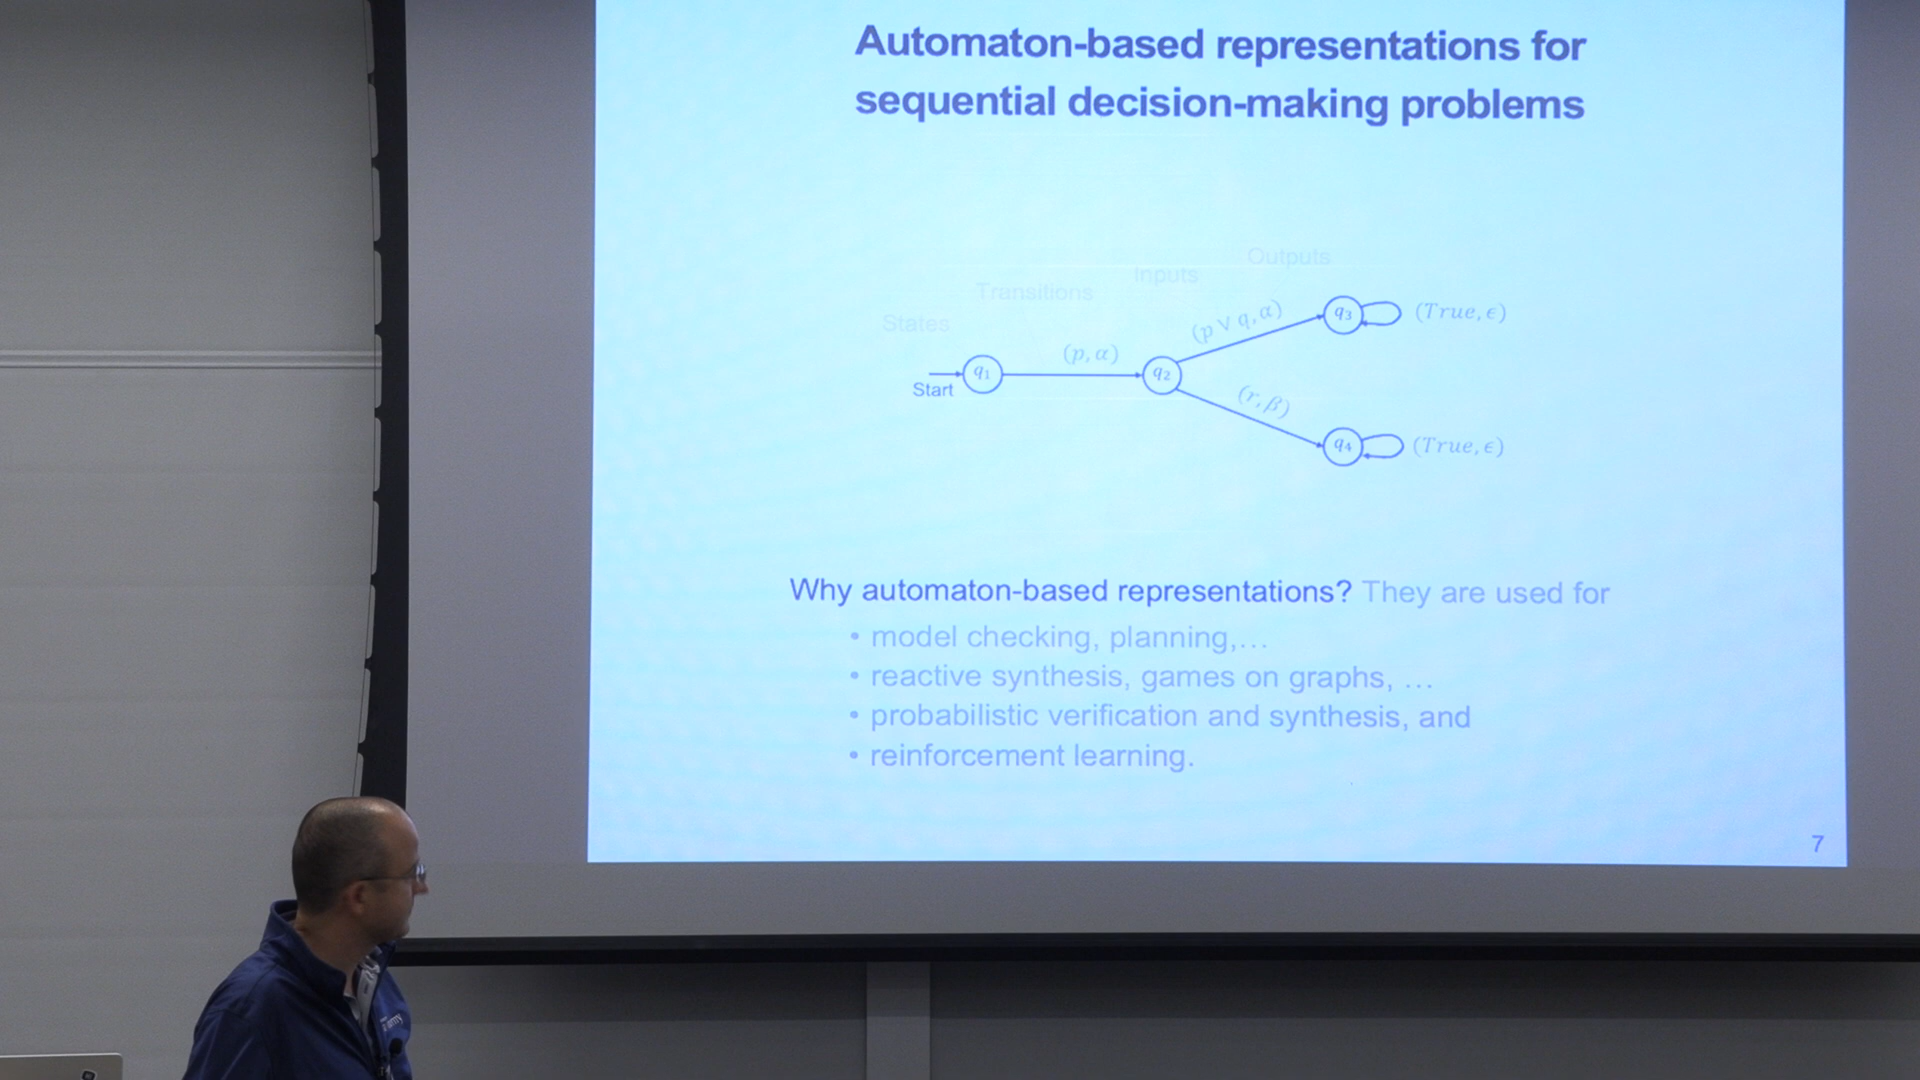 Automaton-based representations for
sequential decision-making problems
Outputs
Inputs
Transitions
States
(p ∨ q, α)
q₃
(True, ϵ)
(p, α)
q₁
q₂
Start
(r, β)
q₄
(True, ϵ)
Why automaton-based representations? They are used for
• model checking, planning,…
• reactive synthesis, games on graphs, …
• probabilistic verification and synthesis, and
• reinforcement learning.
7